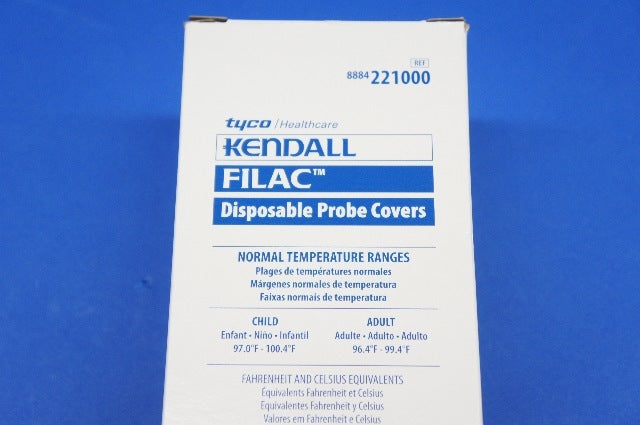 REF
8884 221000
tyco / Healthcare
KENDALL
FILAC™
Disposable Probe Covers
NORMAL TEMPERATURE RANGES
Plages de températures normales
Márgenes normales de temperatura
Faixas normais de temperatura
CHILD
Enfant • Niño • Infantil
97.0°F - 100.4°F
ADULT
Adulte • Adulto • Adulto
96.4°F - 99.4°F
FAHRENHEIT AND CELSIUS EQUIVALENTS
Équivalents Fahrenheit et Celsius
Equivalentes Fahrenheit y Celsius
Valores em Fahrenheit e Celsius